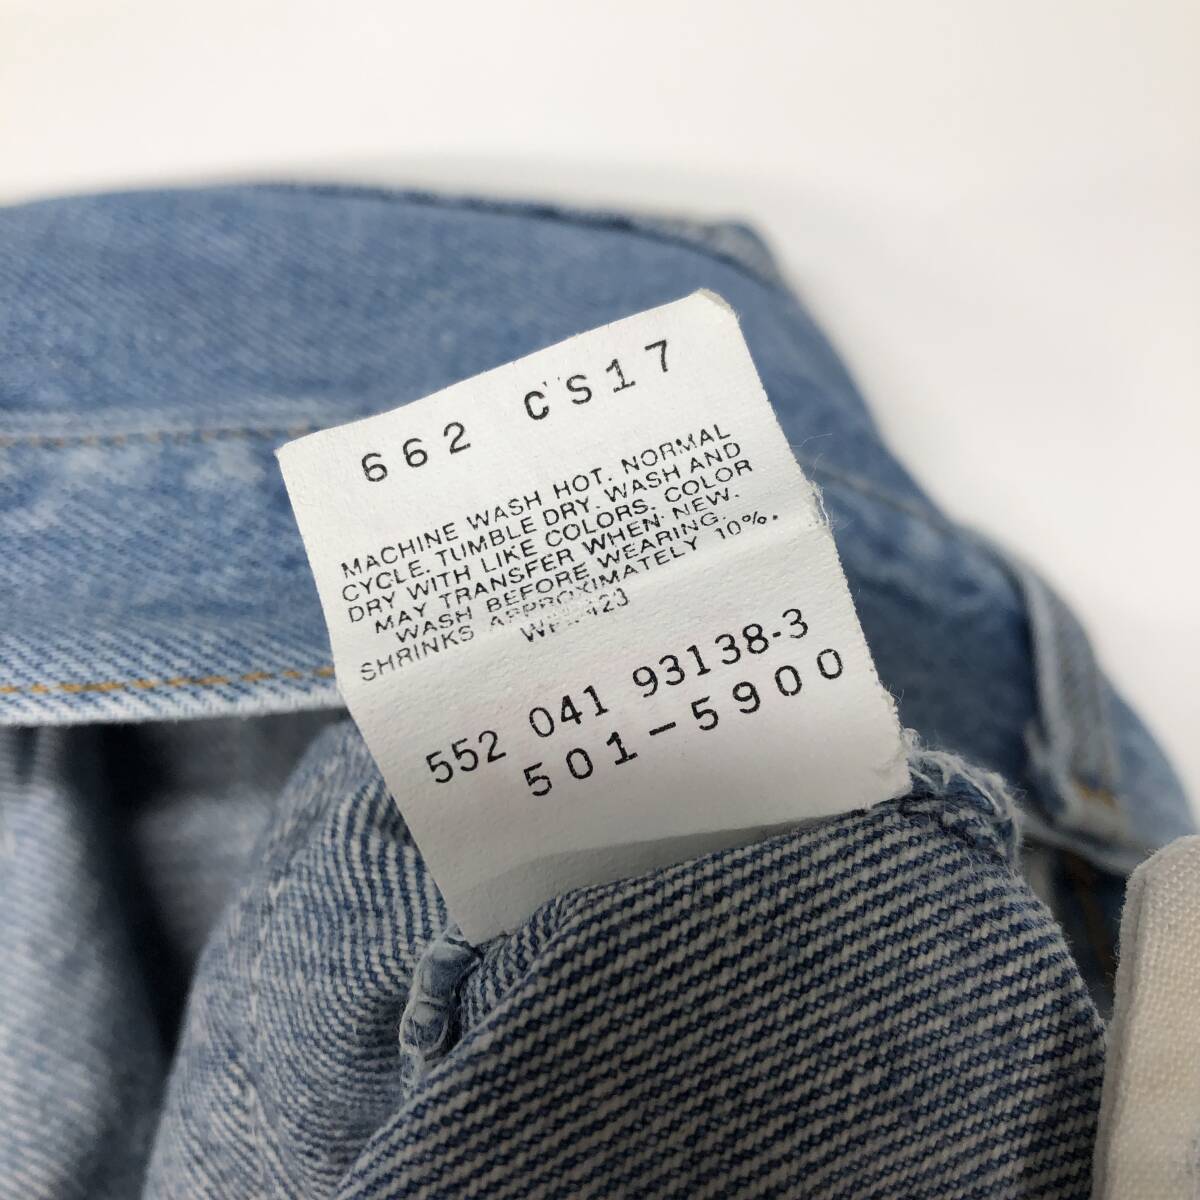 662 C'S17
MACHINE WASH HOT. NORMAL
CYCLE. TUMBLE DRY. WASH AND
DRY WITH LIKE COLORS. COLOR
MAY TRANSFER WHEN NEW.
WASH BEFORE WEARING.
SHRINKS APPROXIMATELY 10%.
552 041 93138-3
501-5900